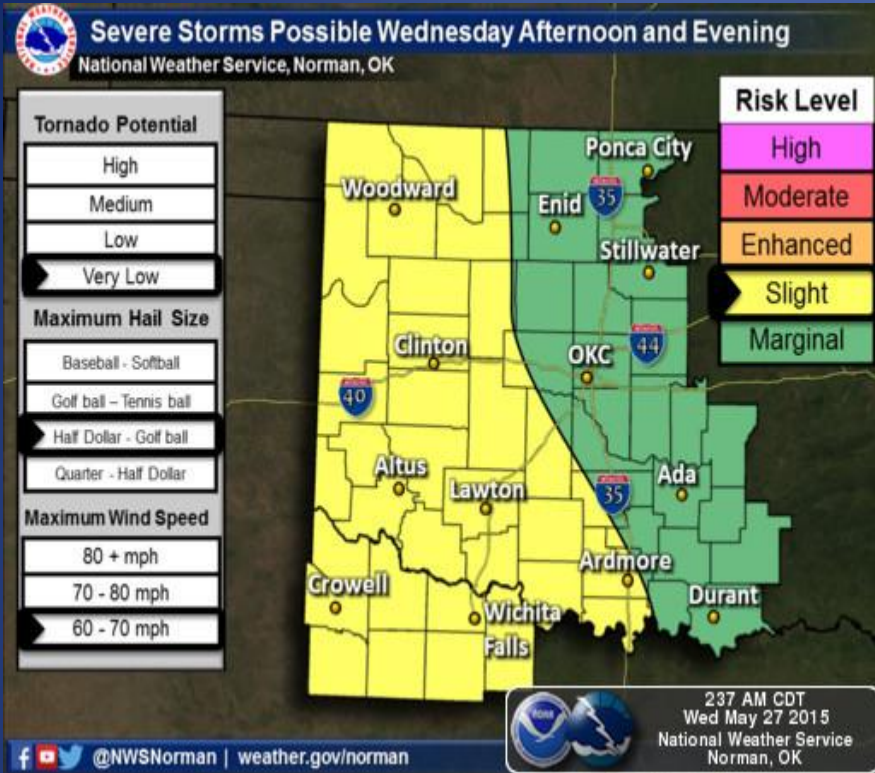 Severe Storms Possible Wednesday Afternoon and Evening
National Weather Service, Norman, OK
Tornado Potential
High
Medium
Low
Very Low
Maximum Hail Size
Baseball - Softball
Golf ball – Tennis ball
Half Dollar - Golf ball
Quarter - Half Dollar
Maximum Wind Speed
80 + mph
70 - 80 mph
60 - 70 mph
Risk Level
High
Moderate
Enhanced
Slight
Marginal
Ponca City
Woodward
35
Enid
Stillwater
Clinton
OKC
44
40
Altus
Lawton
35
Ada
Ardmore
Crowell
Durant
Wichita
Falls
237 AM CDT
Wed May 27 2015
National Weather Service
Norman, OK
@NWSNorman | weather.gov/norman